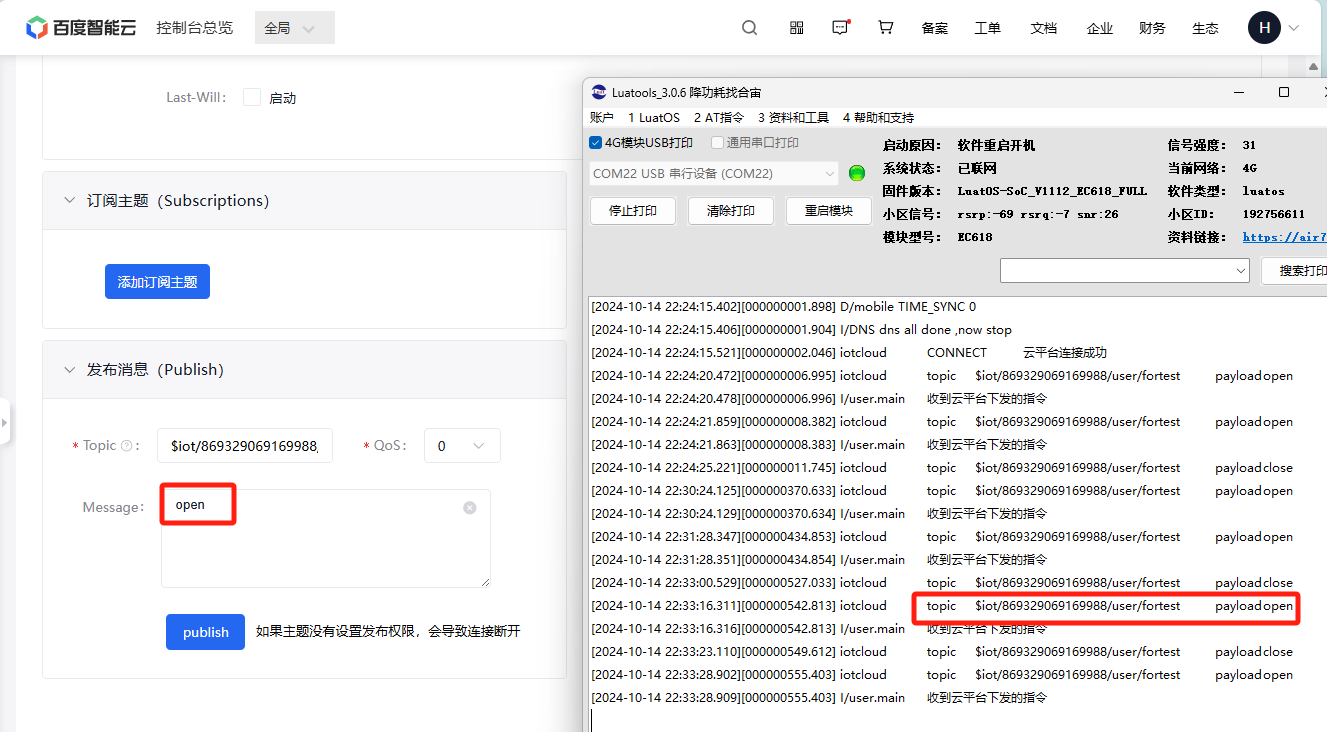 百度智能云 控制台总览 全局 备案 工单 文档 企业 财务 生态 H
Last-Will： 启动
订阅主题（Subscriptions）
添加订阅主题
发布消息（Publish）
* Topic ?： $iot/869329069169988, * QoS： 0
Message： open
publish 如果主题没有设置发布权限，会导致连接断开
Luatools_3.0.6 降功耗找合宙
账户 1 LuatOS 2 AT指令 3 资料和工具 4 帮助和支持
4G模块USB打印 通用串口打印
COM22 USB 串行设备 (COM22)
停止打印 清除打印 重启模块
启动原因： 软件重启开机 信号强度： 31
系统状态： 已联网 当前网络： 4G
固件版本： LuatOS-SoC_V1112_EC618_FULL 软件类型： luatos
小区信号： rsrp:-69 rsrq:-7 snr:26 小区ID： 192756611
模块型号： EC618 资料链接： https://air7
搜索打印
[2024-10-14 22:24:15.402][000000001.898] D/mobile TIME_SYNC 0
[2024-10-14 22:24:15.406][000000001.904] I/DNS dns all done ,now stop
[2024-10-14 22:24:15.521][000000002.046] iotcloud CONNECT 云平台连接成功
[2024-10-14 22:24:20.472][000000006.995] iotcloud topic $iot/869329069169988/user/fortest payload open
[2024-10-14 22:24:20.478][000000006.996] I/user.main 收到云平台下发的指令
[2024-10-14 22:24:21.859][000000008.382] iotcloud topic $iot/869329069169988/user/fortest payload open
[2024-10-14 22:24:21.863][000000008.383] I/user.main 收到云平台下发的指令
[2024-10-14 22:24:25.221][000000011.745] iotcloud topic $iot/869329069169988/user/fortest payload close
[2024-10-14 22:30:24.125][000000370.633] iotcloud topic $iot/869329069169988/user/fortest payload open
[2024-10-14 22:30:24.129][000000370.634] I/user.main 收到云平台下发的指令
[2024-10-14 22:31:28.347][000000434.853] iotcloud topic $iot/869329069169988/user/fortest payload open
[2024-10-14 22:31:28.351][000000434.854] I/user.main 收到云平台下发的指令
[2024-10-14 22:33:00.529][000000527.033] iotcloud topic $iot/869329069169988/user/fortest payload close
[2024-10-14 22:33:16.311][000000542.813] iotcloud topic $iot/869329069169988/user/fortest payload open
[2024-10-14 22:33:16.316][000000542.813] I/user.main 收到云平台下发的指令
[2024-10-14 22:33:23.110][000000549.612] iotcloud topic $iot/869329069169988/user/fortest payload close
[2024-10-14 22:33:28.902][000000555.403] iotcloud topic $iot/869329069169988/user/fortest payload open
[2024-10-14 22:33:28.909][000000555.403] I/user.main 收到云平台下发的指令